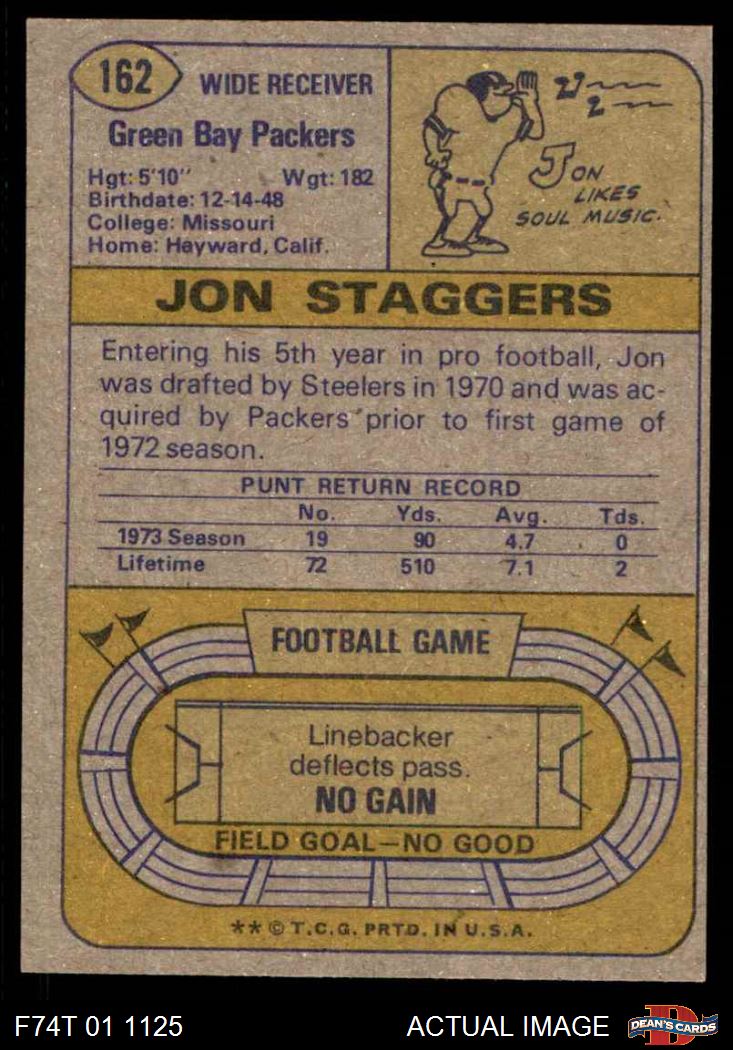 162
WIDE RECEIVER
Green Bay Packers
Hgt: 5'10" Wgt: 182
Birthdate: 12-14-48
College: Missouri
Home: Hayward, Calif.
JON
LIKES
SOUL MUSIC.
JON STAGGERS
Entering his 5th year in pro football, Jon
was drafted by Steelers in 1970 and was ac-
quired by Packers prior to first game of
1972 season.
PUNT RETURN RECORD
No. Yds. Avg. Tds.
1973 Season 19 90 4.7 0
Lifetime 72 510 7.1 2
FOOTBALL GAME
Linebacker
deflects pass.
NO GAIN
FIELD GOAL—NO GOOD
** © T.C.G. PRTD. IN U.S.A.
F74T 01 1125 ACTUAL IMAGE
D
DEAN'S CARDS